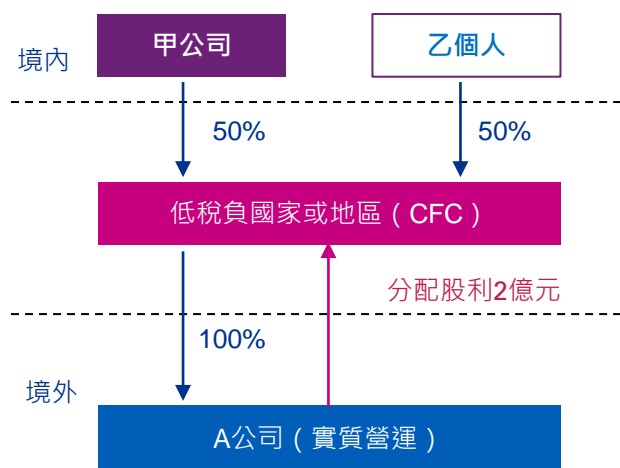 甲公司
乙個人
境內
50%
50%
低稅負國家或地區（CFC）
分配股利2億元
100%
境外
A公司（實質營運）